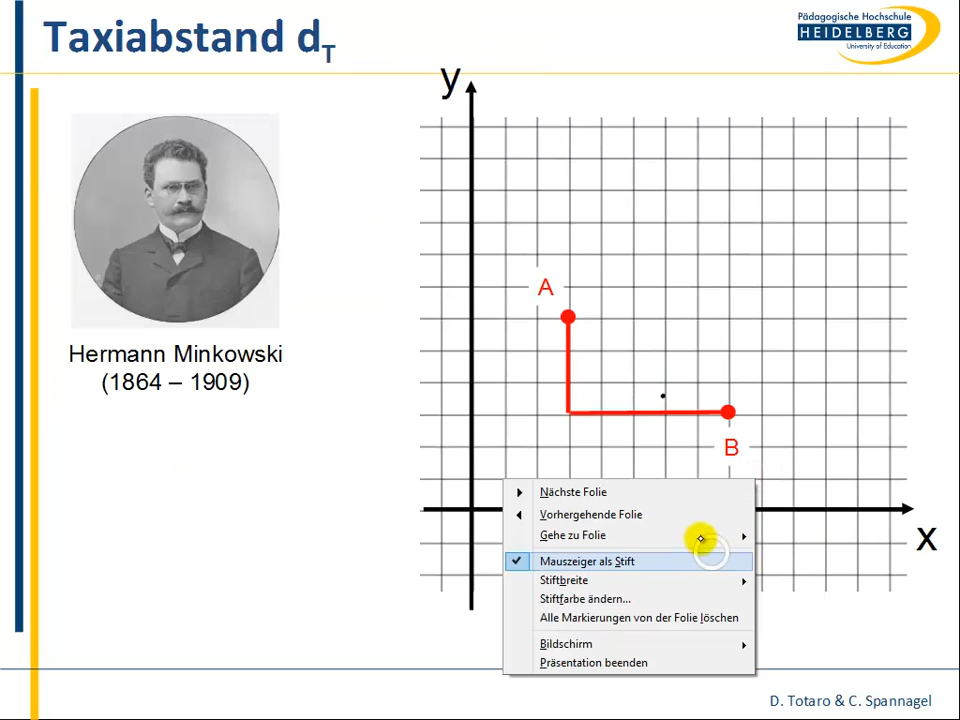 Taxiabstand dT
Pädagogische Hochschule
HEIDELBERG
University of Education
y
A
Hermann Minkowski
(1864 – 1909)
B
x
Nächste Folie
Vorhergehende Folie
Gehe zu Folie
Mauszeiger als Stift
Stiftbreite
Stiftfarbe ändern...
Alle Markierungen von der Folie löschen
Bildschirm
Präsentation beenden
D. Totaro & C. Spannagel